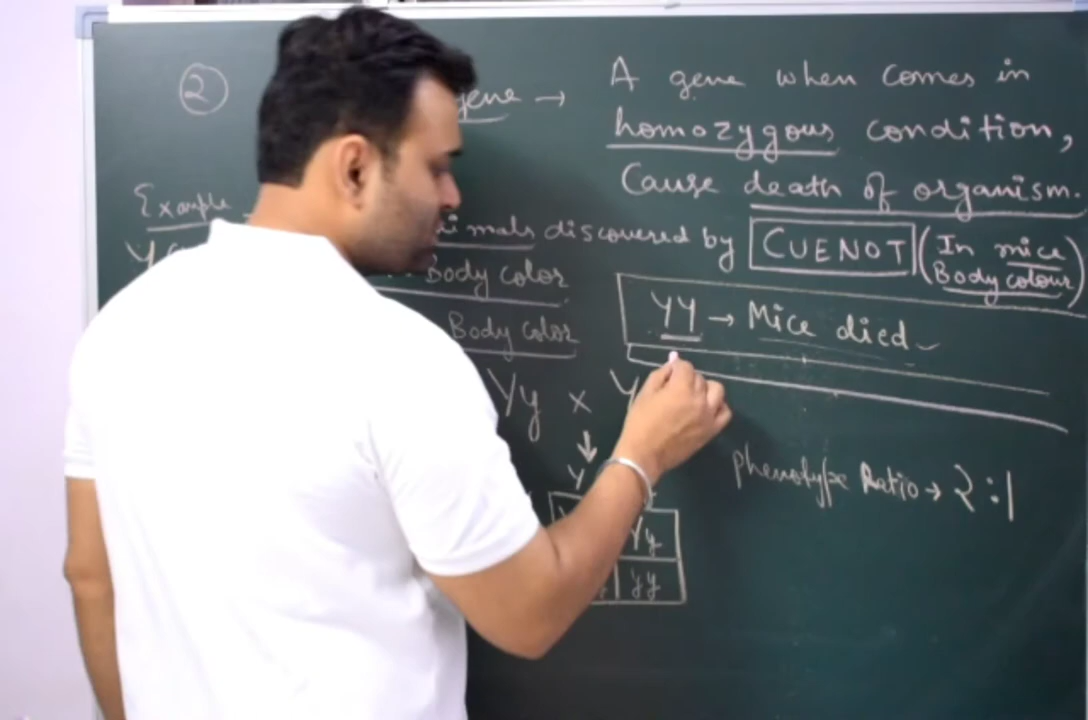 ② gene → A gene when comes in
homozygous condition,
Cause death of organism.
Example
imals discovered by CUENOT (In mice
Body colour)
Body color
YY → Mice died
Body color
Yy x Y
↓
Y
Yy
yy
phenotype Ratio → 2:1